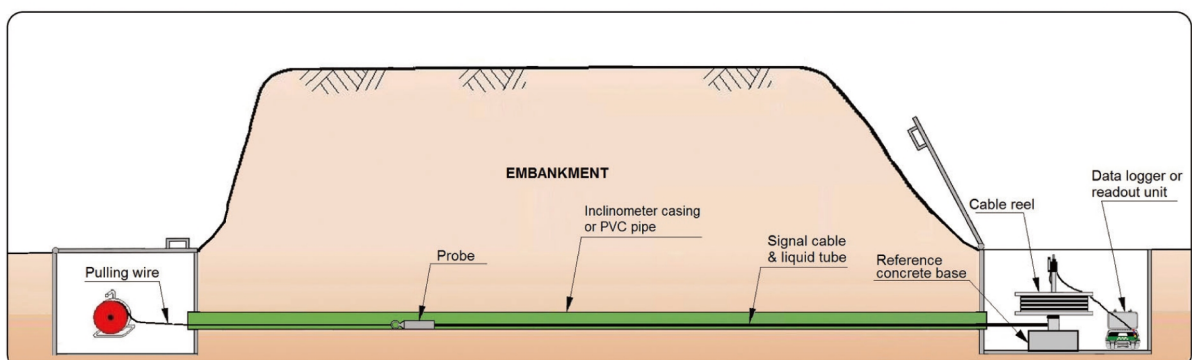 EMBANKMENT
Data logger or
readout unit
Cable reel
Inclinometer casing
or PVC pipe
Signal cable
& liquid tube
Reference
concrete base
Probe
Pulling wire